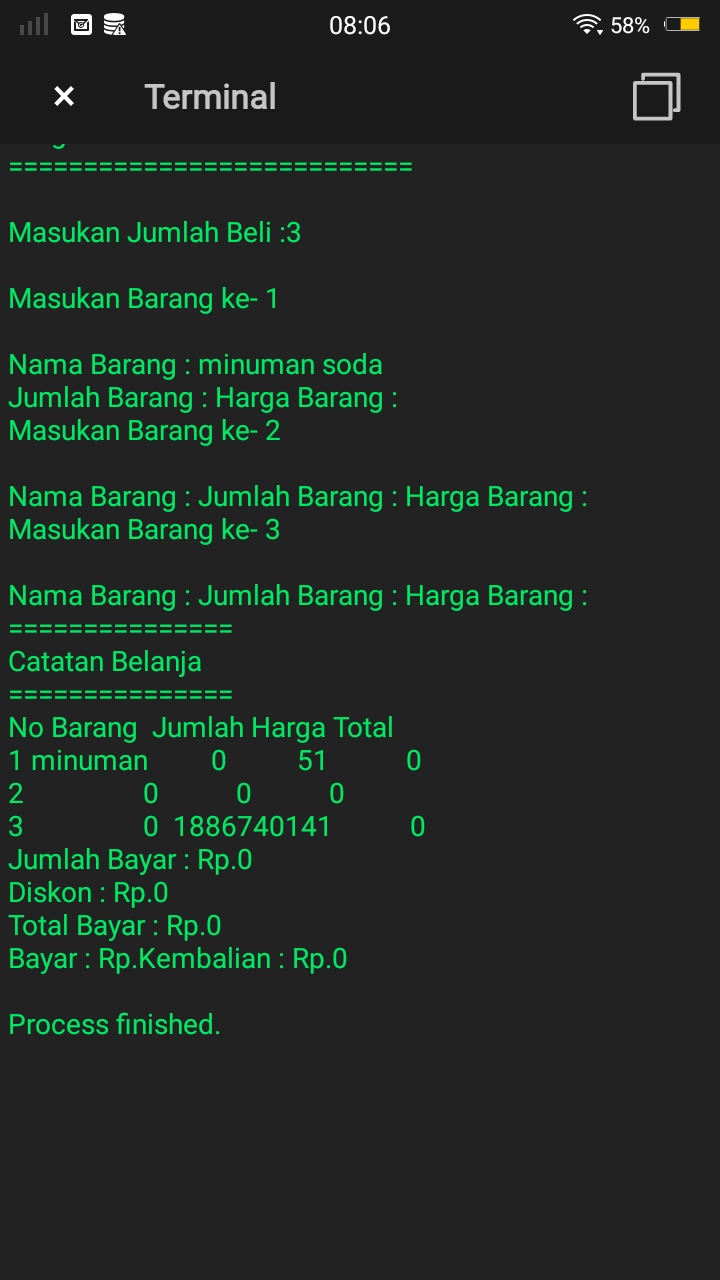 08:06
58%
× Terminal
===========================
Masukan Jumlah Beli :3
Masukan Barang ke- 1
Nama Barang : minuman soda
Jumlah Barang : Harga Barang :
Masukan Barang ke- 2
Nama Barang : Jumlah Barang : Harga Barang :
Masukan Barang ke- 3
Nama Barang : Jumlah Barang : Harga Barang :
===============
Catatan Belanja
===============
No Barang  Jumlah Harga Total
1 minuman 0 51 0
2 0 0 0
3 0 1886740141 0
Jumlah Bayar : Rp.0
Diskon : Rp.0
Total Bayar : Rp.0
Bayar : Rp.Kembalian : Rp.0
Process finished.